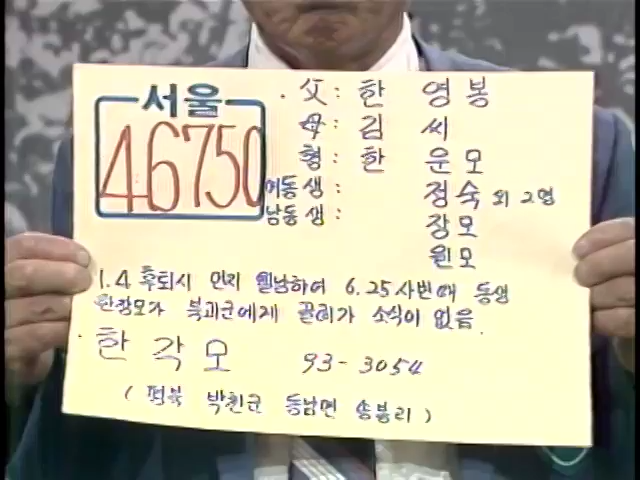 서울
46750
父: 한 영 봉
母: 김 씨
형: 한 운모
여동생: 정숙 외 2명
남동생: 장모
원모
1.4 후퇴시 먼저 월남하여 6.25사변때 동생
한장모가 북괴군에게 끌려가 소식이 없음.
한 각 모 93-3054
(평북 박천군 동남면 송봉리)